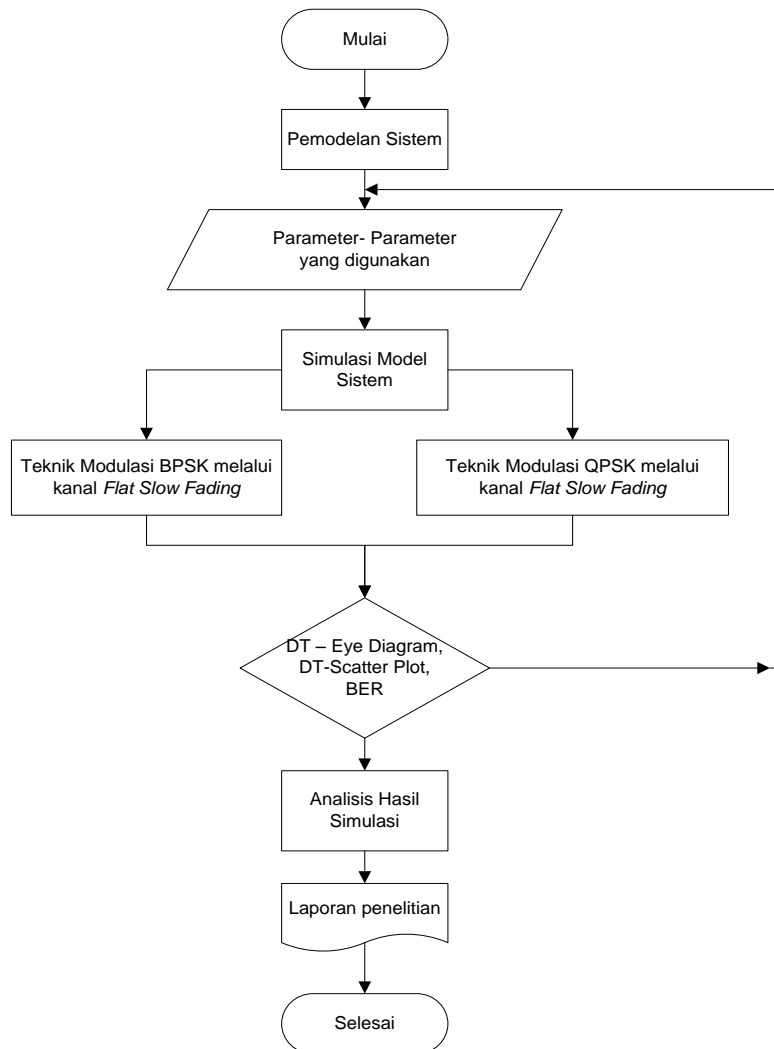 Mulai
Pemodelan Sistem
Parameter- Parameter
yang digunakan
Simulasi Model
Sistem
Teknik Modulasi BPSK melalui
kanal Flat Slow Fading
Teknik Modulasi QPSK melalui
kanal Flat Slow Fading
DT – Eye Diagram,
DT-Scatter Plot,
BER
Analisis Hasil
Simulasi
Laporan penelitian
Selesai